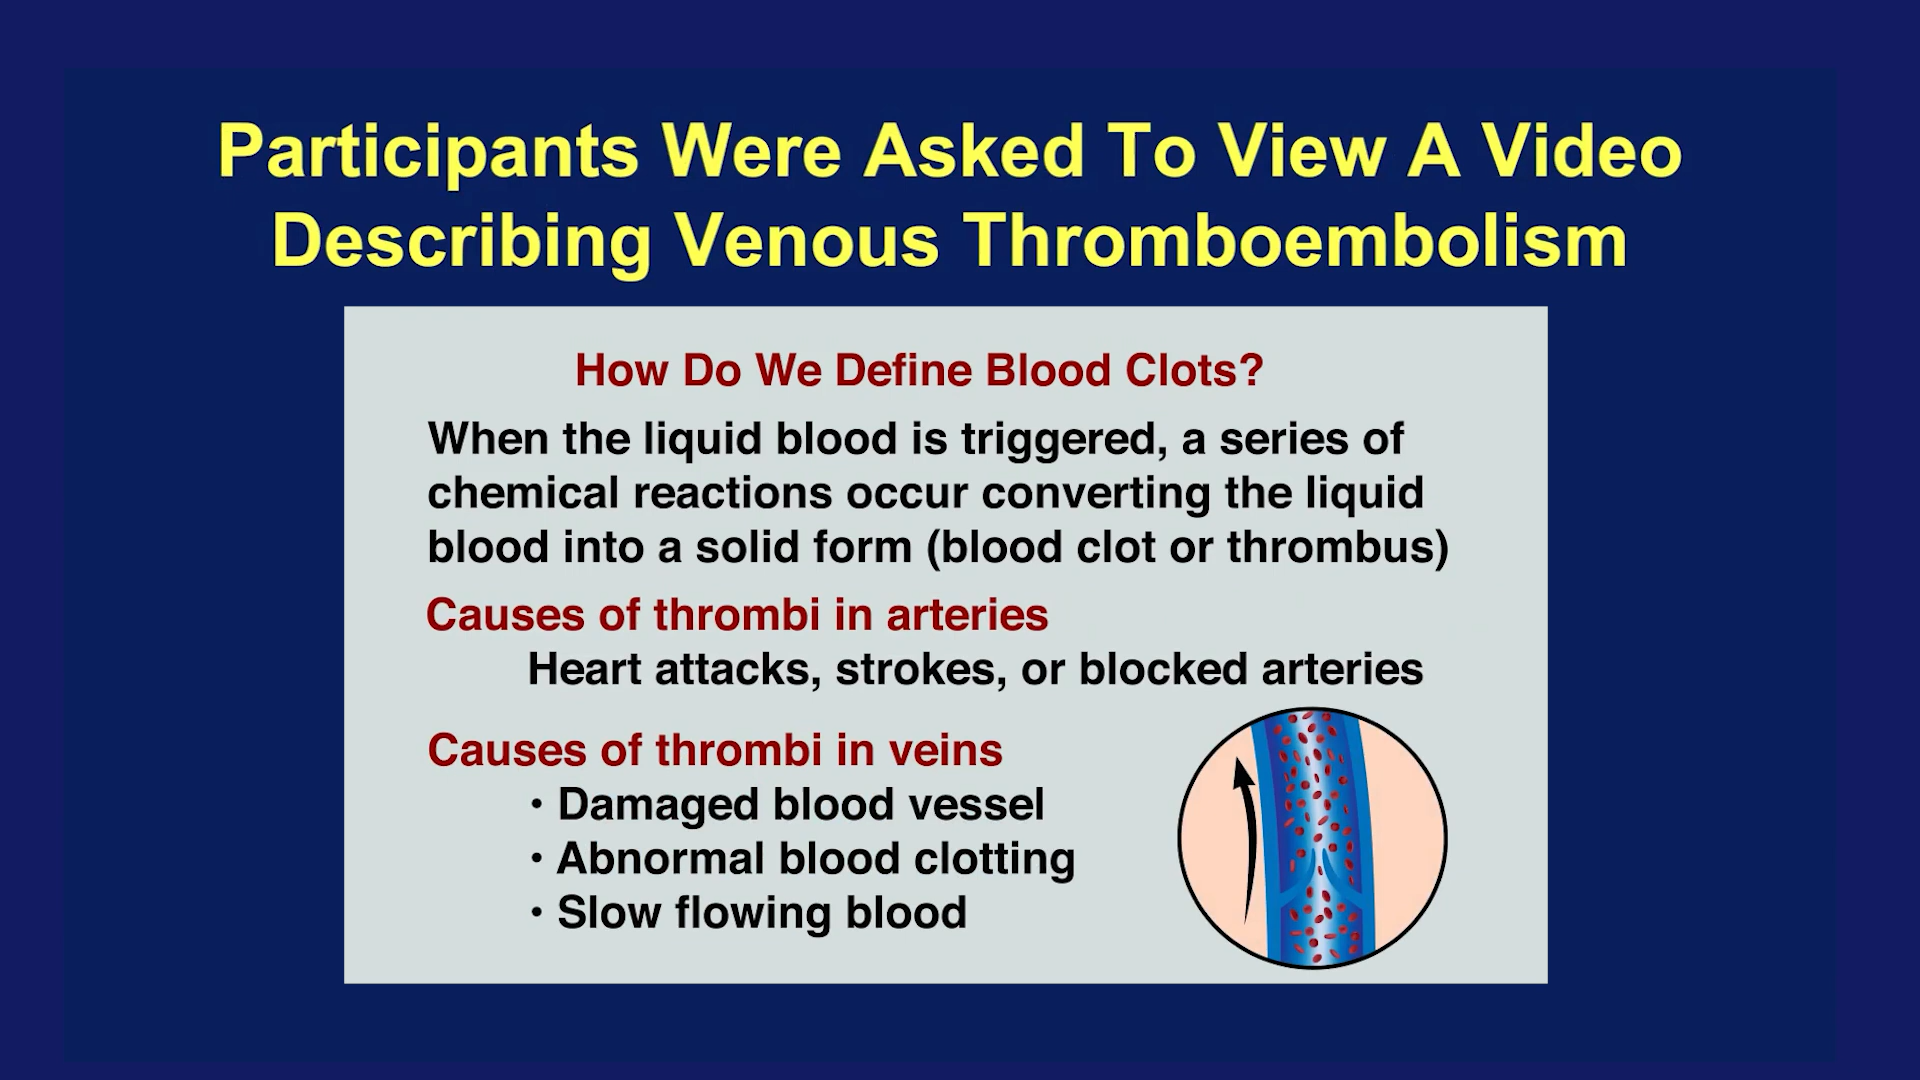 Participants Were Asked To View A Video
Describing Venous Thromboembolism
How Do We Define Blood Clots?
When the liquid blood is triggered, a series of
chemical reactions occur converting the liquid
blood into a solid form (blood clot or thrombus)
Causes of thrombi in arteries
Heart attacks, strokes, or blocked arteries
Causes of thrombi in veins
• Damaged blood vessel
• Abnormal blood clotting
• Slow flowing blood